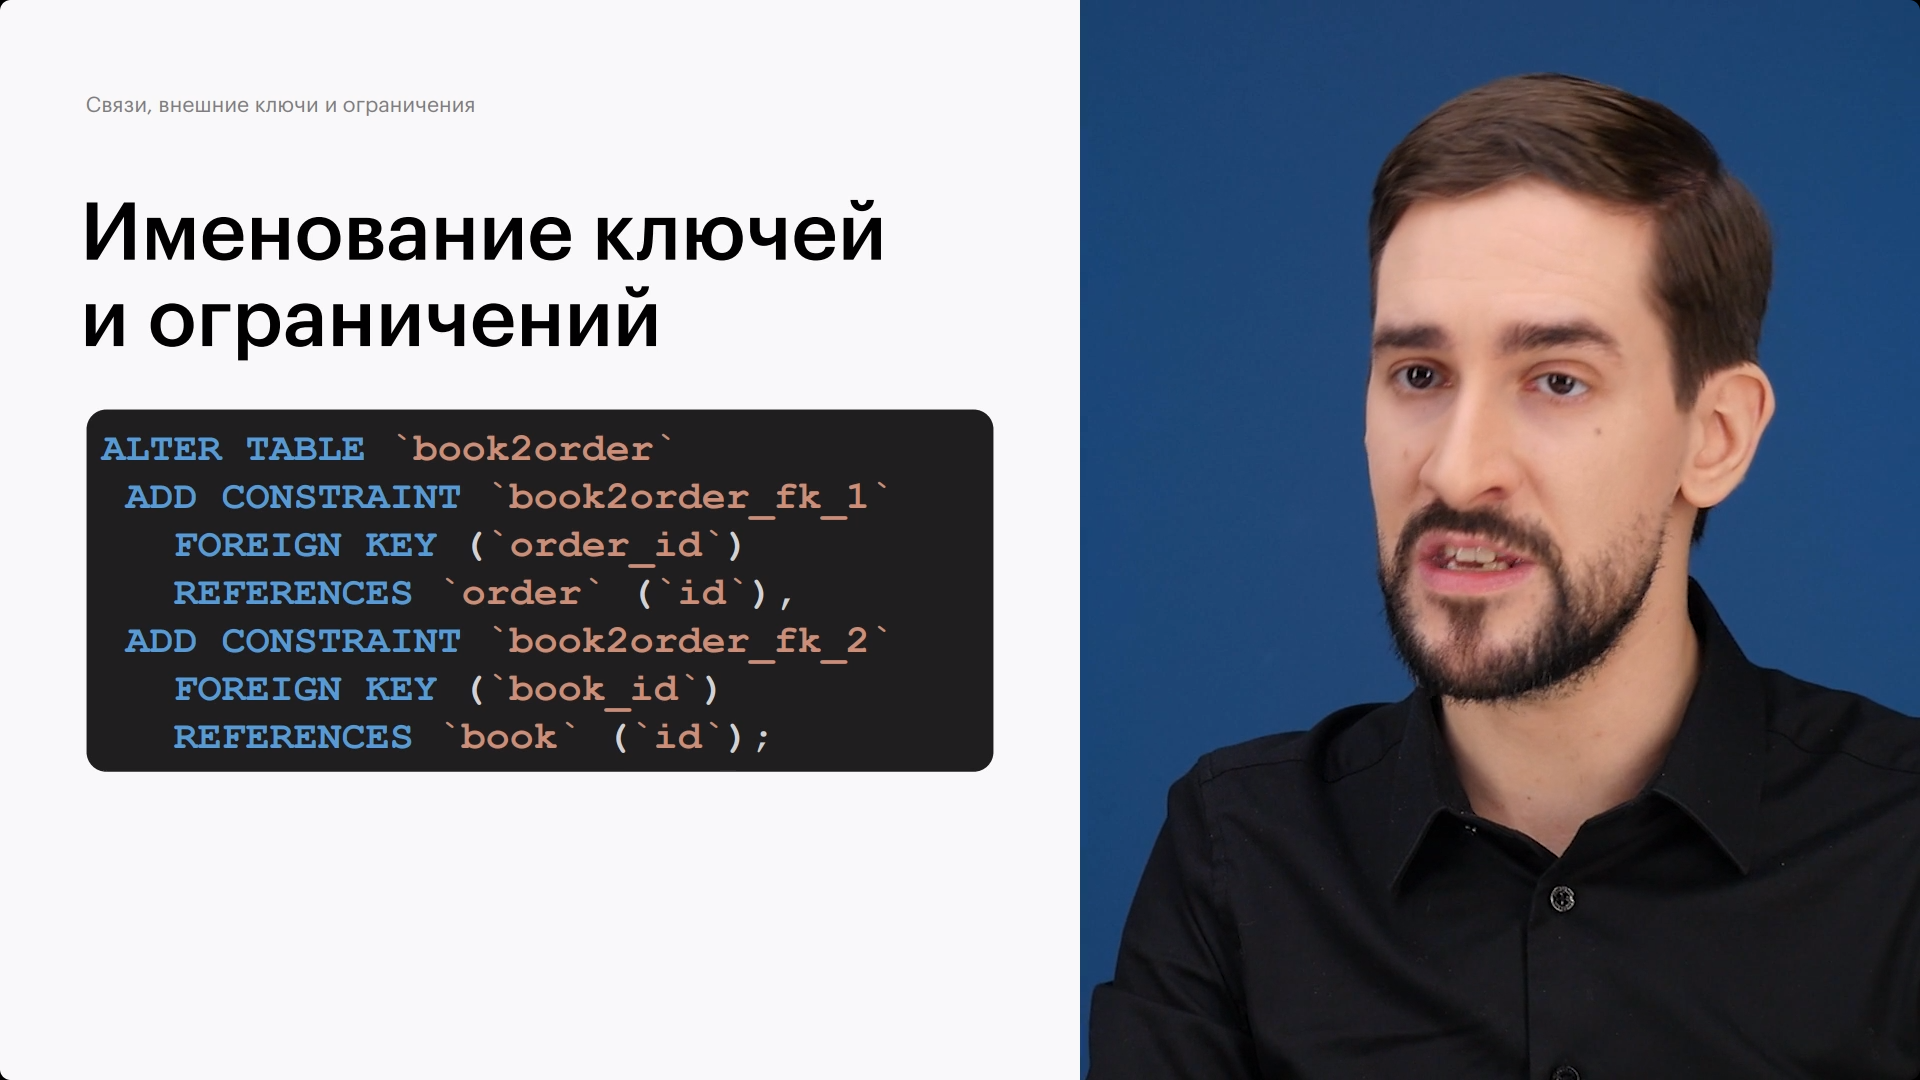 Связи, внешние ключи и ограничения
Именование ключей
и ограничений
ALTER TABLE `book2order`
ADD CONSTRAINT `book2order_fk_1`
FOREIGN KEY (`order_id`)
REFERENCES `order` (`id`),
ADD CONSTRAINT `book2order_fk_2`
FOREIGN KEY (`book_id`)
REFERENCES `book` (`id`);